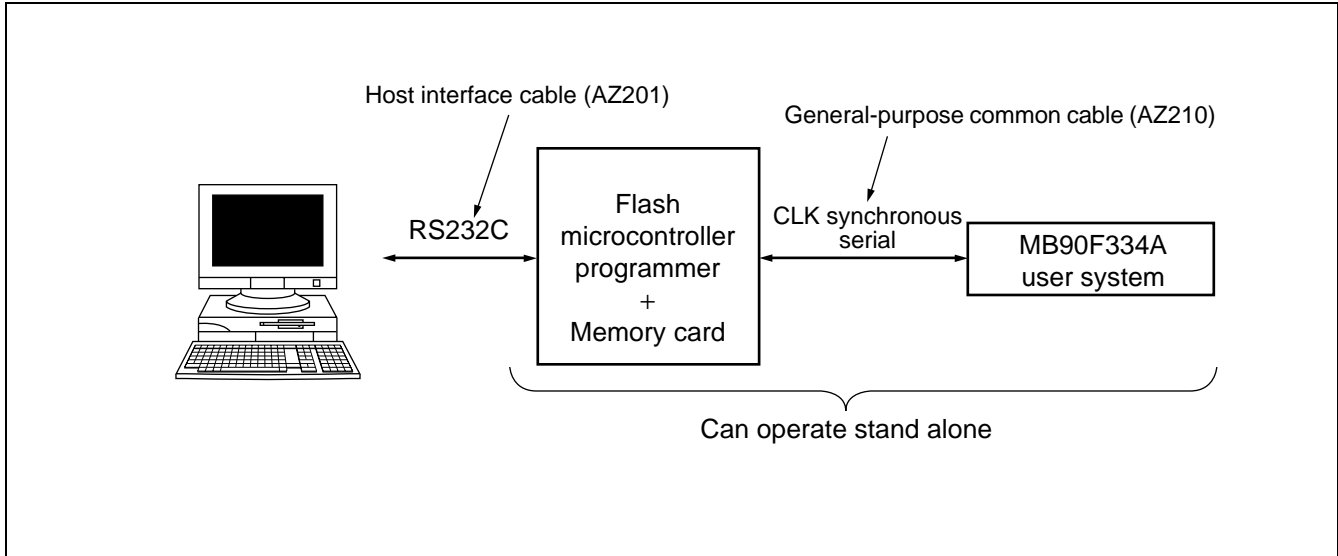 Host interface cable (AZ201)
General-purpose common cable (AZ210)
RS232C
Flash
microcontroller
programmer
+
Memory card
CLK synchronous
serial
MB90F334A
user system
Can operate stand alone